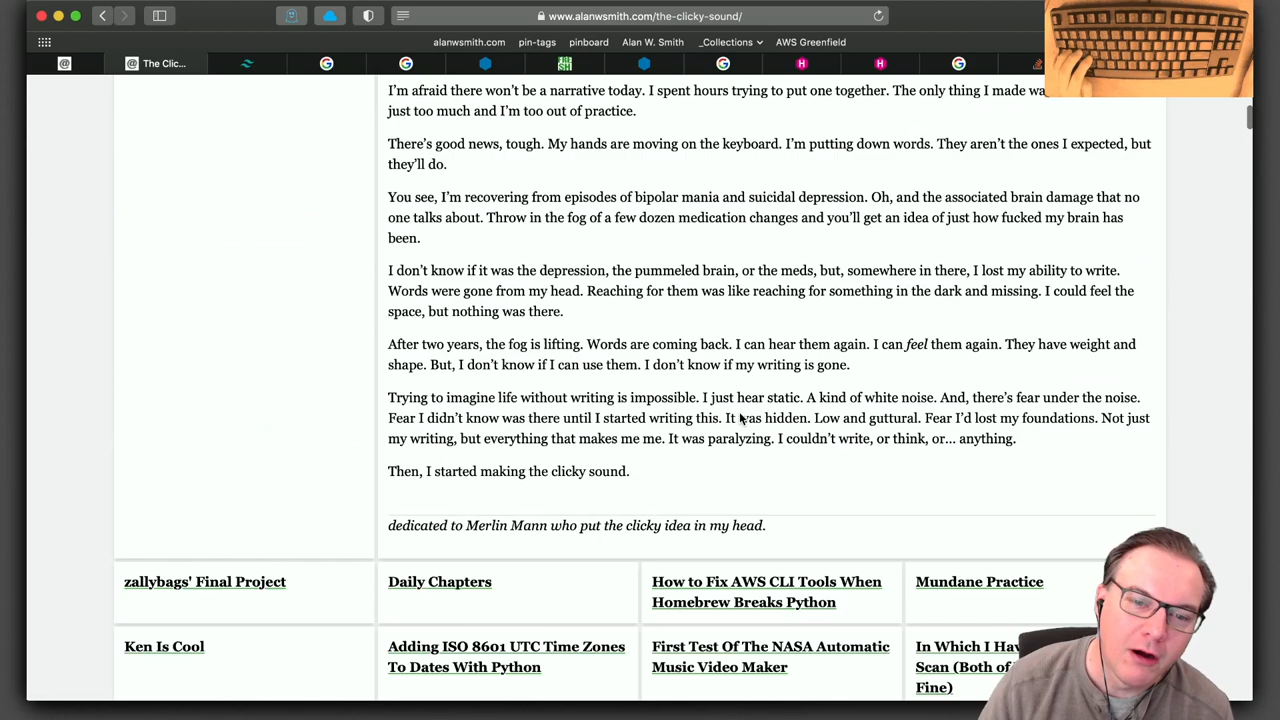 www.alanwsmith.com/the-clicky-sound/
alanwsmith.com pin-tags pinboard Alan W. Smith _Collections AWS Greenfield
@ The Clic...
I'm afraid there won't be a narrative today. I spent hours trying to put one together. The only thing I made wa
just too much and I'm too out of practice.
There's good news, tough. My hands are moving on the keyboard. I'm putting down words. They aren't the ones I expected, but
they'll do.
You see, I'm recovering from episodes of bipolar mania and suicidal depression. Oh, and the associated brain damage that no
one talks about. Throw in the fog of a few dozen medication changes and you'll get an idea of just how fucked my brain has
been.
I don't know if it was the depression, the pummeled brain, or the meds, but, somewhere in there, I lost my ability to write.
Words were gone from my head. Reaching for them was like reaching for something in the dark and missing. I could feel the
space, but nothing was there.
After two years, the fog is lifting. Words are coming back. I can hear them again. I can feel them again. They have weight and
shape. But, I don't know if I can use them. I don't know if my writing is gone.
Trying to imagine life without writing is impossible. I just hear static. A kind of white noise. And, there's fear under the noise.
Fear I didn't know was there until I started writing this. It was hidden. Low and guttural. Fear I'd lost my foundations. Not just
my writing, but everything that makes me me. It was paralyzing. I couldn't write, or think, or... anything.
Then, I started making the clicky sound.
dedicated to Merlin Mann who put the clicky idea in my head.
zallybags' Final Project
Daily Chapters
How to Fix AWS CLI Tools When
Homebrew Breaks Python
Mundane Practice
Ken Is Cool
Adding ISO 8601 UTC Time Zones
To Dates With Python
First Test Of The NASA Automatic
Music Video Maker
In Which I Hav
Scan (Both of
Fine)